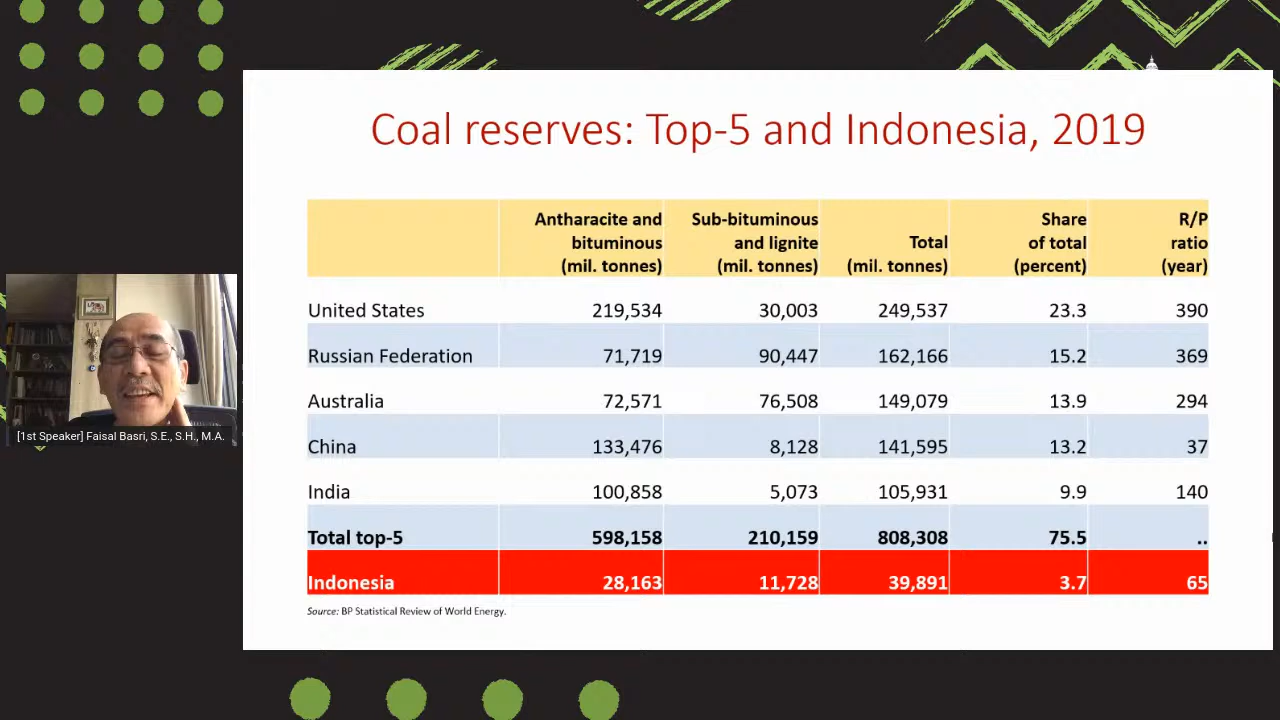 Coal reserves: Top-5 and Indonesia, 2019
Antharacite and bituminous (mil. tonnes) Sub-bituminous and lignite (mil. tonnes) Total (mil. tonnes) Share of total (percent) R/P ratio (year)
United States 219,534 30,003 249,537 23.3 390
Russian Federation 71,719 90,447 162,166 15.2 369
Australia 72,571 76,508 149,079 13.9 294
China 133,476 8,128 141,595 13.2 37
India 100,858 5,073 105,931 9.9 140
Total top-5 598,158 210,159 808,308 75.5 ..
Indonesia 28,163 11,728 39,891 3.7 65
Source: BP Statistical Review of World Energy.
[1st Speaker] Faisal Basri, S.E., S.H., M.A.